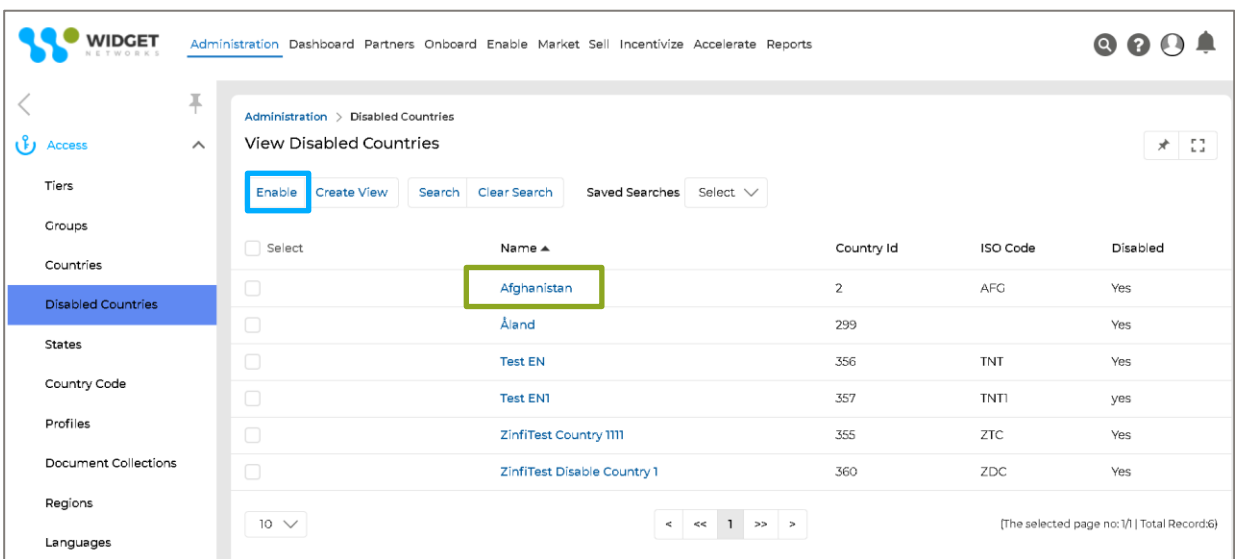 WIDGET
NETWORKS
Administration Dashboard Partners Onboard Enable Market Sell Incentivize Accelerate Reports
Access
Tiers
Groups
Countries
Disabled Countries
States
Country Code
Profiles
Document Collections
Regions
Languages
Administration > Disabled Countries
View Disabled Countries
Enable Create View Search Clear Search Saved Searches Select
Select Name Country Id ISO Code Disabled
Afghanistan 2 AFG Yes
Åland 299 Yes
Test EN 356 TNT Yes
Test EN1 357 TNT1 yes
ZinfiTest Country 1111 355 ZTC Yes
ZinfiTest Disable Country 1 360 ZDC Yes
10 < << 1 >> > (The selected page no: 1/1 | Total Record:6)